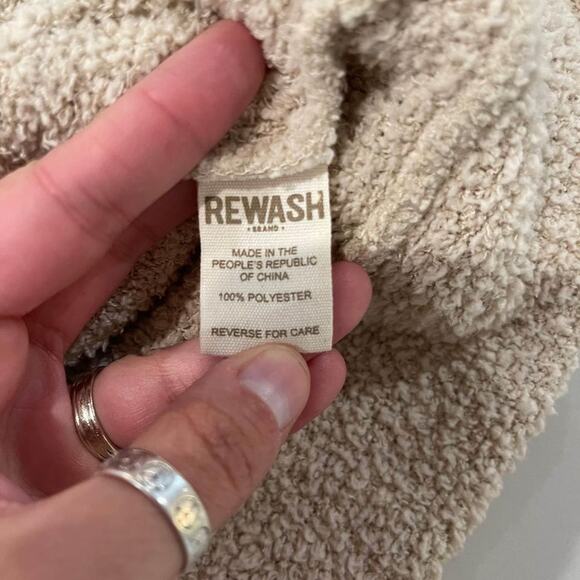 REWASH
• BRAND •
MADE IN THE
PEOPLE'S REPUBLIC
OF CHINA
100% POLYESTER
REVERSE FOR CARE